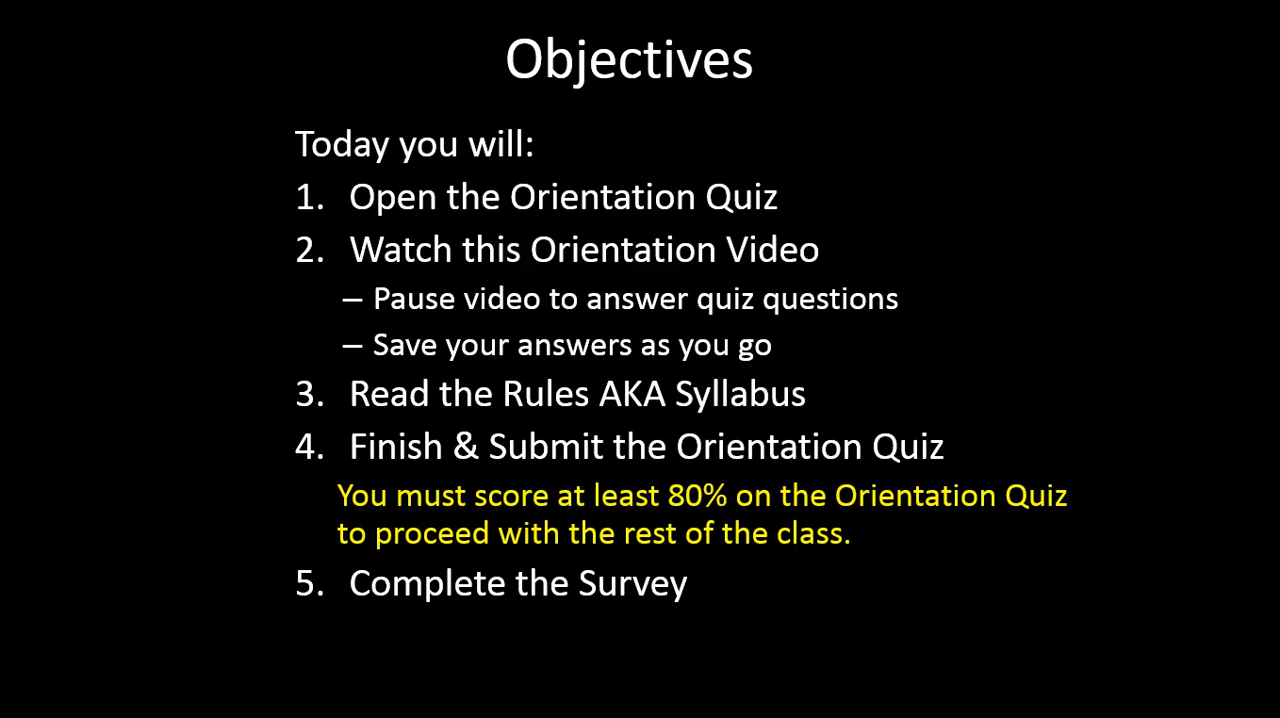 Objectives
Today you will:
1. Open the Orientation Quiz
2. Watch this Orientation Video
– Pause video to answer quiz questions
– Save your answers as you go
3. Read the Rules AKA Syllabus
4. Finish & Submit the Orientation Quiz
You must score at least 80% on the Orientation Quiz
to proceed with the rest of the class.
5. Complete the Survey